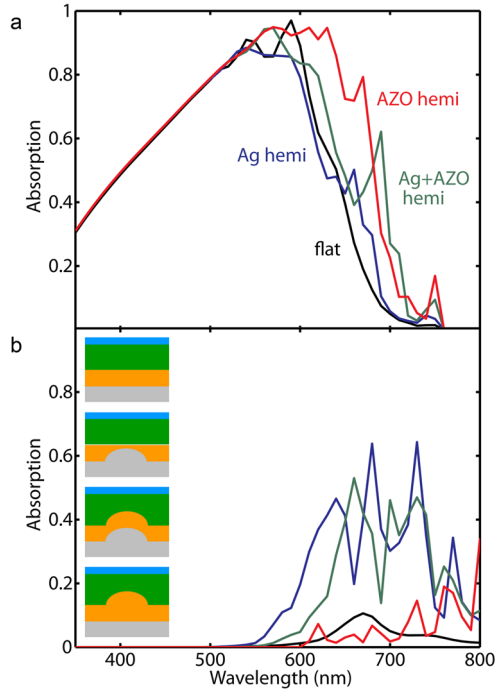 a
1
0.8
0.6
0.4
0.2
Absorption
AZO hemi
Ag hemi
Ag+AZO
hemi
flat
b
0.8
0.6
0.4
0.2
0
Absorption
400
500
600
700
800
Wavelength (nm)